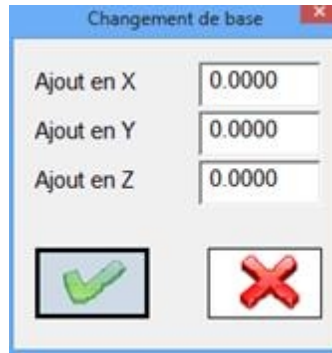 Changement de base
Ajout en X 0.0000
Ajout en Y 0.0000
Ajout en Z 0.0000